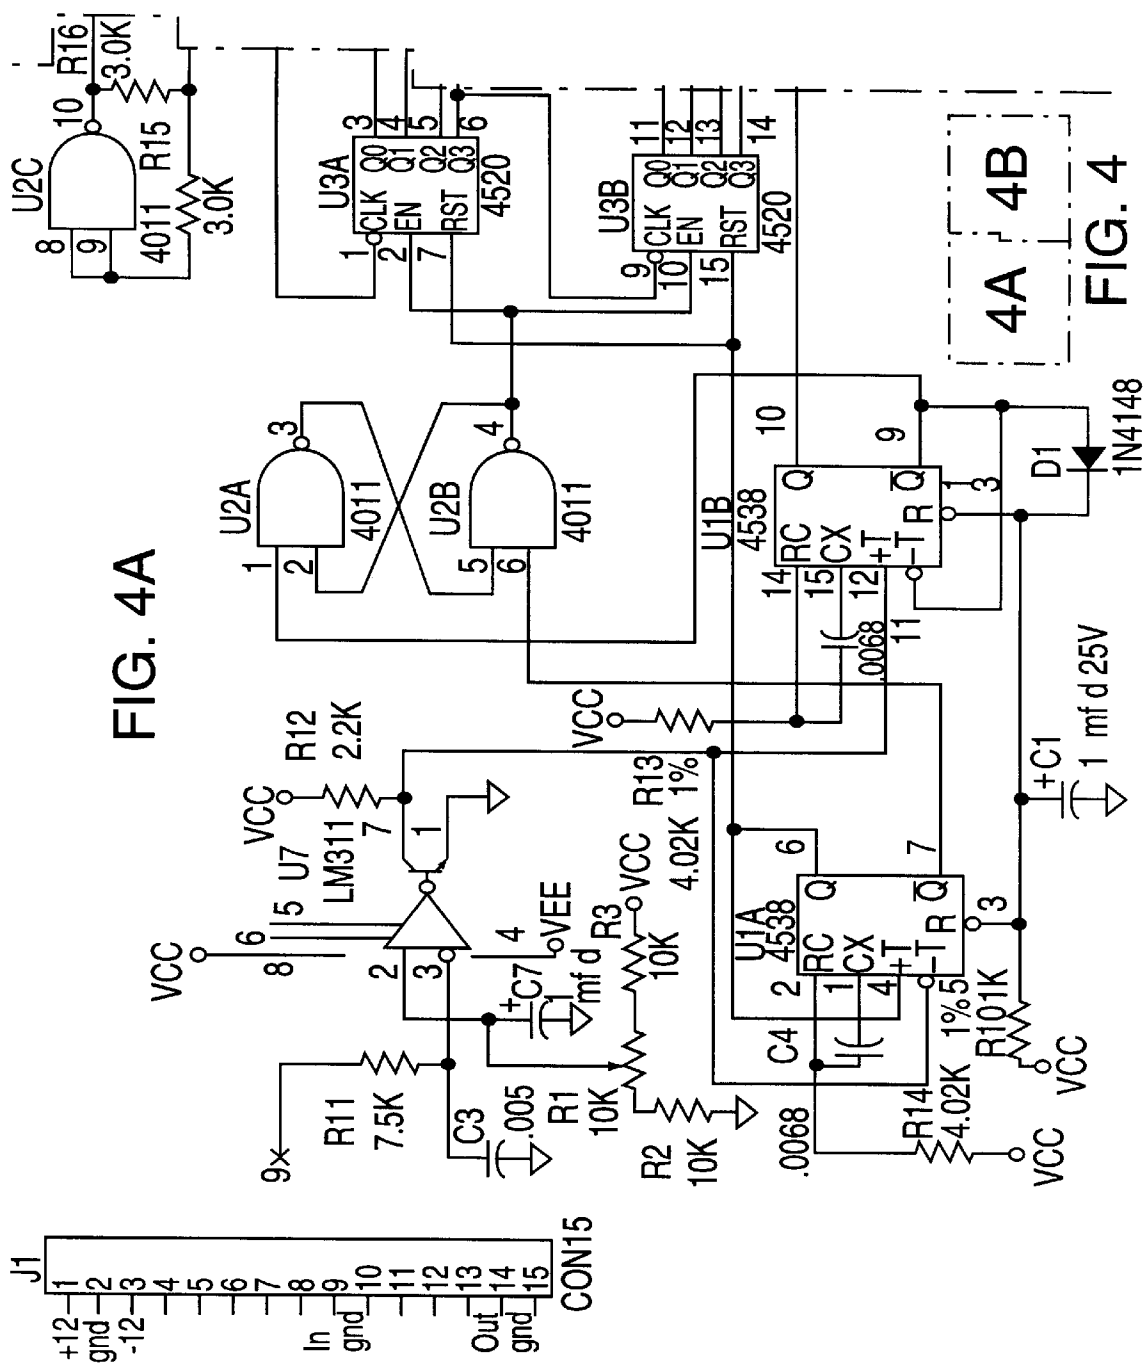 FIG. 4A
J1
+12
gnd
-12
In
gnd
Out
gnd
1
2
3
4
5
6
7
8
9
10
11
12
13
14
15
CON15
9×
R11
7.5K
C3
.005
VCC
8
6
5
U7
LM311
2
3
4
VEE
7
1
VCC
R12
2.2K
+C7
1
mf d
R1
10K
R2
10K
R3
10K
VCC
U2A
1
2
3
4011
U2B
5
6
4
4011
U2C
8
9
10
4011
R15
3.0K
R16
3.0K
U3A
1
2
7
CLK
EN
RST
Q0
Q1
Q2
Q3
3
4
5
6
4520
U3B
9
10
15
CLK
EN
RST
Q0
Q1
Q2
Q3
11
12
13
14
4520
VCC
R13
4.02K 1%
.0068
U1B
4538
14
15
12
11
RC
CX
+T
-T
Q
Q
R
10
9
3
1
D1
1N4148
U1A
4538
2
1
4
5
RC
CX
+T
-T
Q
Q
R
6
7
3
C4
.0068
R14
4.02K
1%
VCC
R101K
VCC
+C1
1 mf d 25V
4A
4B
FIG. 4